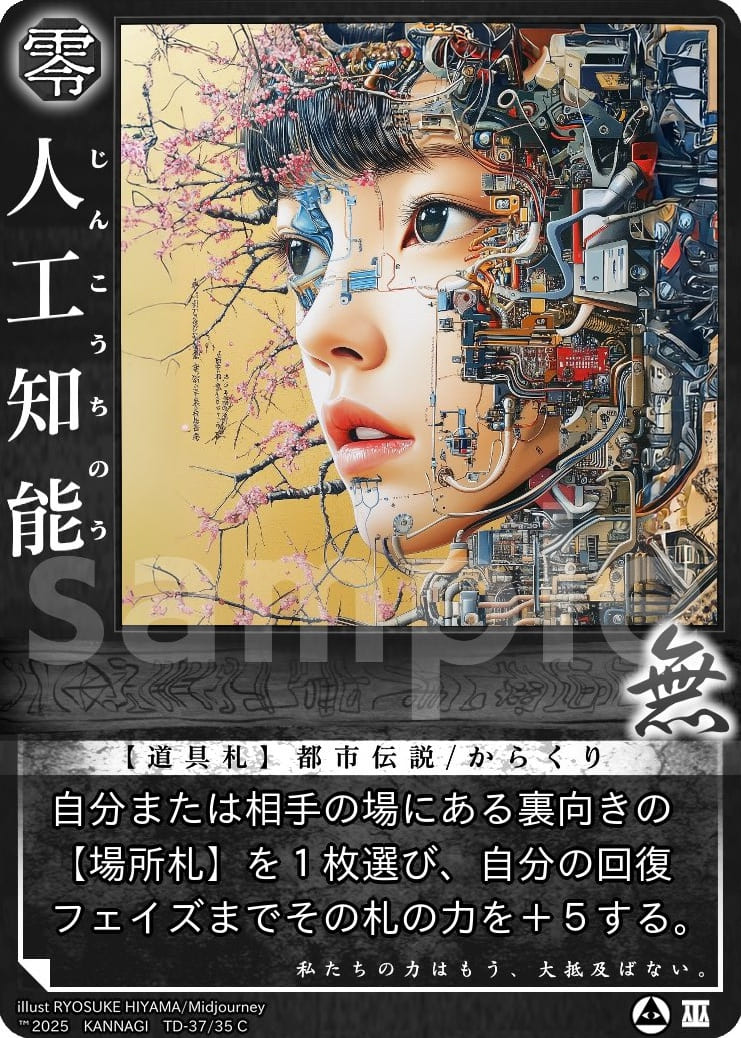 零
人工知能
じんこうちのう
sample
無
【道具札】都市伝説/からくり
自分または相手の場にある裏向きの
【場所札】を1枚選び、自分の回復
フェイズまでその札の力を+5する。
私たちの力はもう、大抵及ばない。
illust RYOSUKE HIYAMA/Midjourney
™2025 KANNAGI TD-37/35 C
巫